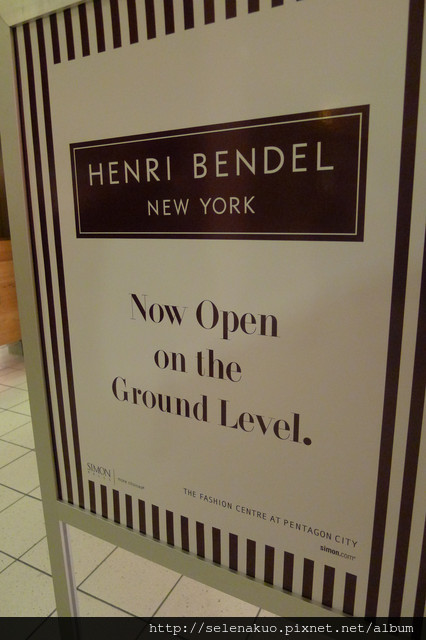 HENRI BENDEL
NEW YORK
Now Open
on the
Ground Level.
SIMON
THE FASHION CENTRE AT PENTAGON CITY
simon.com
http://selenakuo.pixnet.net/album